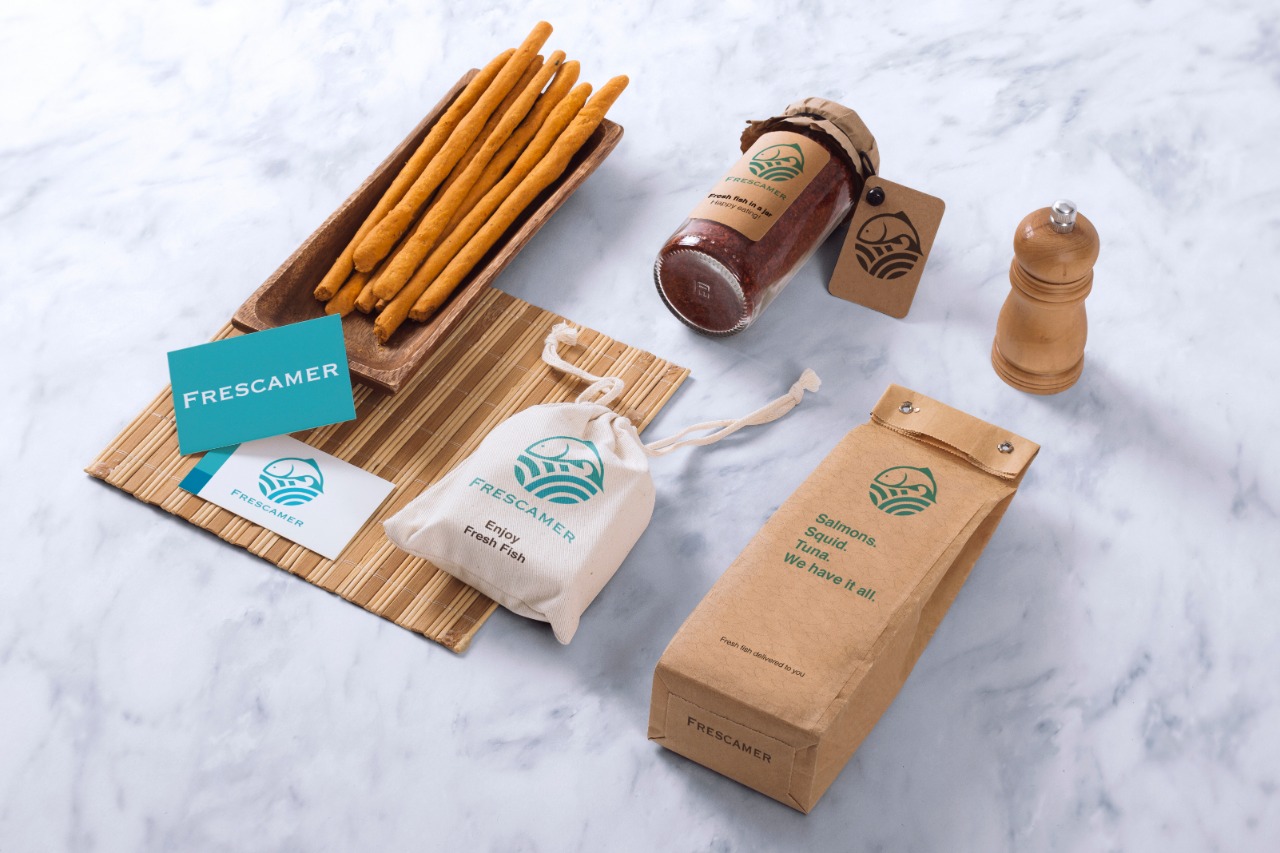 FRESCAMER
FRESCAMER
FRESCAMER
Enjoy
Fresh Fish
FRESCAMER
Fresh fish in a jar
Happy eating!
Salmons.
Squid.
Tuna.
We have it all.
Fresh fish delivered to you
FRESCAMER